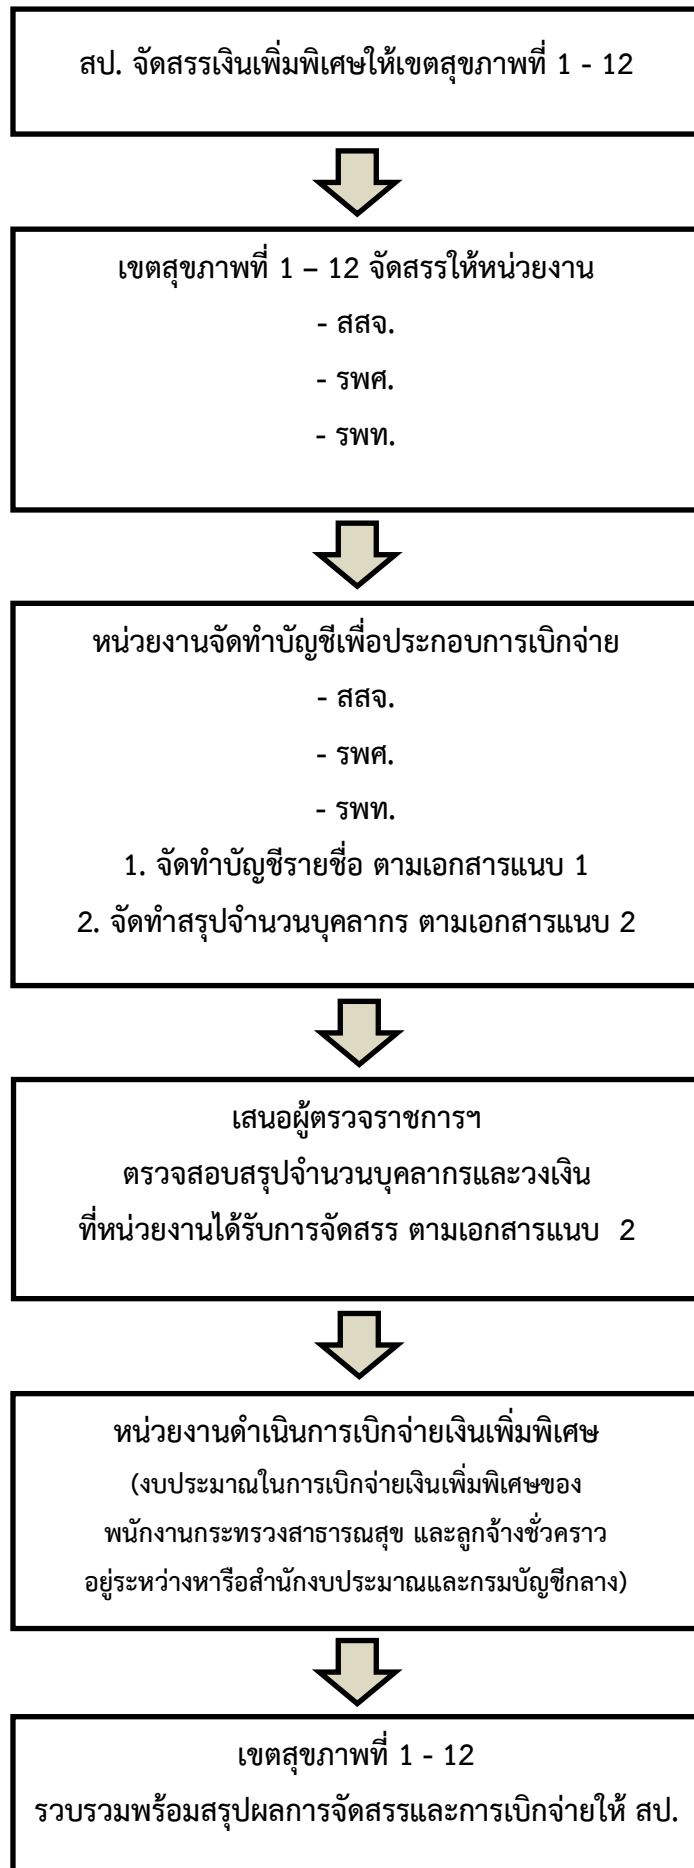 สป. จัดสรรเงินเพิ่มพิเศษให้เขตสุขภาพที่ 1 - 12
เขตสุขภาพที่ 1 – 12 จัดสรรให้หน่วยงาน
- สสจ.
- รพศ.
- รพท.
หน่วยงานจัดทำบัญชีเพื่อประกอบการเบิกจ่าย
- สสจ.
- รพศ.
- รพท.
1. จัดทำบัญชีรายชื่อ ตามเอกสารแนบ 1
2. จัดทำสรุปจำนวนบุคลากร ตามเอกสารแนบ 2
เสนอผู้ตรวจราชการฯ
ตรวจสอบสรุปจำนวนบุคลากรและวงเงิน
ที่หน่วยงานได้รับการจัดสรร ตามเอกสารแนบ 2
หน่วยงานดำเนินการเบิกจ่ายเงินเพิ่มพิเศษ
(งบประมาณในการเบิกจ่ายเงินเพิ่มพิเศษของ
พนักงานกระทรวงสาธารณสุข และลูกจ้างชั่วคราว
อยู่ระหว่างหารือสำนักงบประมาณและกรมบัญชีกลาง)
เขตสุขภาพที่ 1 - 12
รวบรวมพร้อมสรุปผลการจัดสรรและการเบิกจ่ายให้ สป.